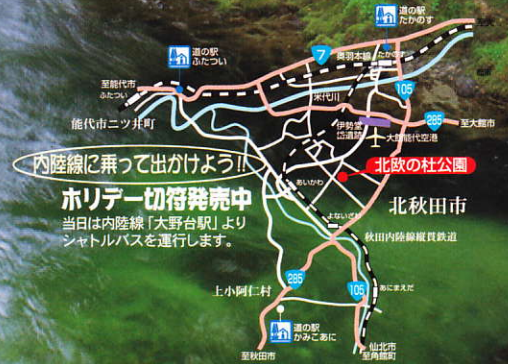 道の駅
たかのす
道の駅
ふたつい
7
奥羽本線
たかのす
至能代市
ふたつい
米代川
105
285
至大館市
能代市二ツ井町
伊勢堂
岱遺跡
大館能代空港
内陸線に乗って出かけよう!!
あいかわ
北欧の杜公園
ホリデー切符発売中
北秋田市
当日は内陸線「大野台駅」より
シャトルバスを運行します。
よないざわ
秋田内陸線縦貫鉄道
285
105
あにまえだ
上小阿仁村
道の駅
かみこあに
至秋田市
仙北市
至角館町